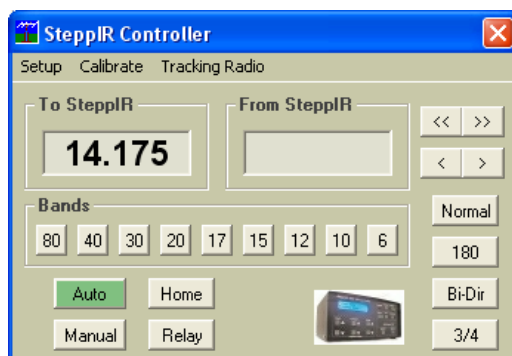 SteppIR Controller
Setup Calibrate Tracking Radio
To SteppIR From SteppIR
14.175
<< >>
< >
Bands
80 40 30 20 17 15 12 10 6
Normal
180
Auto Home Bi-Dir
Manual Relay 3/4